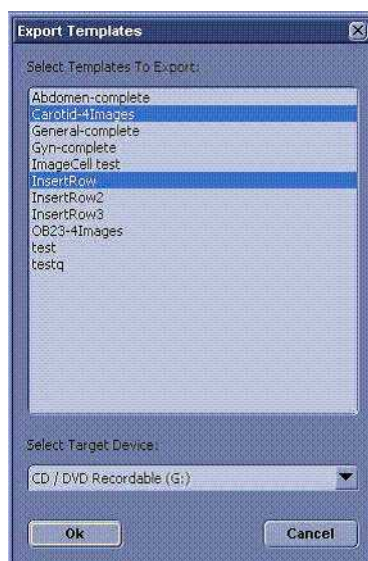 Export Templates
Select Templates To Export:
Abdomen-complete
Carotid-4Images
General-complete
Gyn-complete
ImageCell test
InsertRow
InsertRow2
InsertRow3
OB23-4Images
test
testq
Select Target Device:
CD / DVD Recordable (G:)
Ok Cancel